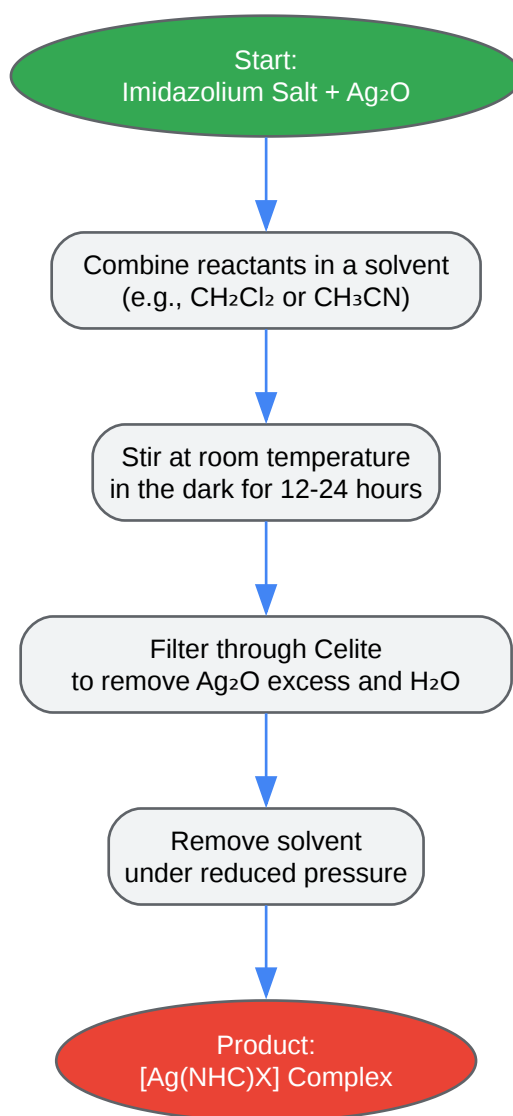 Start:
Imidazolium Salt + Ag₂O
Combine reactants in a solvent
(e.g., CH₂Cl₂ or CH₃CN)
Stir at room temperature
in the dark for 12-24 hours
Filter through Celite
to remove Ag₂O excess and H₂O
Remove solvent
under reduced pressure
Product:
[Ag(NHC)X] Complex